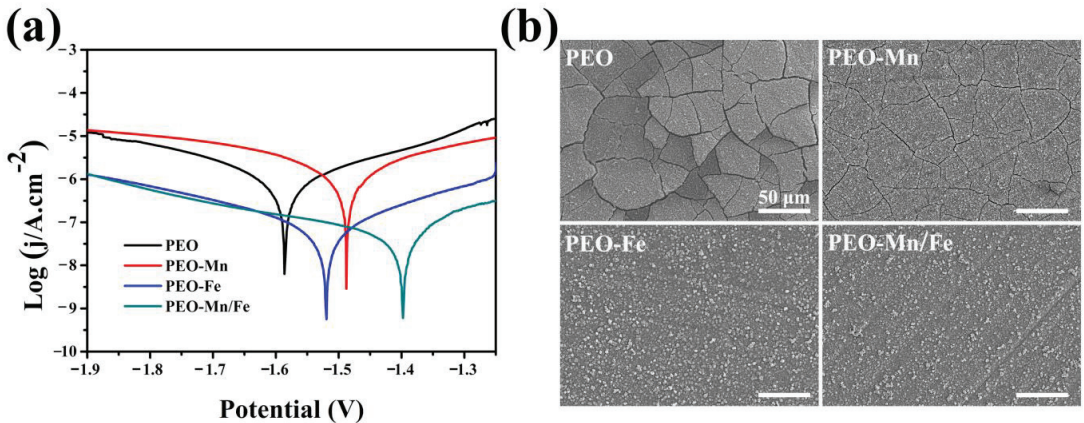 (a)
Log (j/A.cm⁻²)
−3
−4
−5
−6
−7
−8
−9
−10
PEO
PEO-Mn
PEO-Fe
PEO-Mn/Fe
−1.9
−1.8
−1.7
−1.6
−1.5
−1.4
−1.3
Potential (V)
(b)
PEO
50 μm
PEO-Mn
PEO-Fe
PEO-Mn/Fe